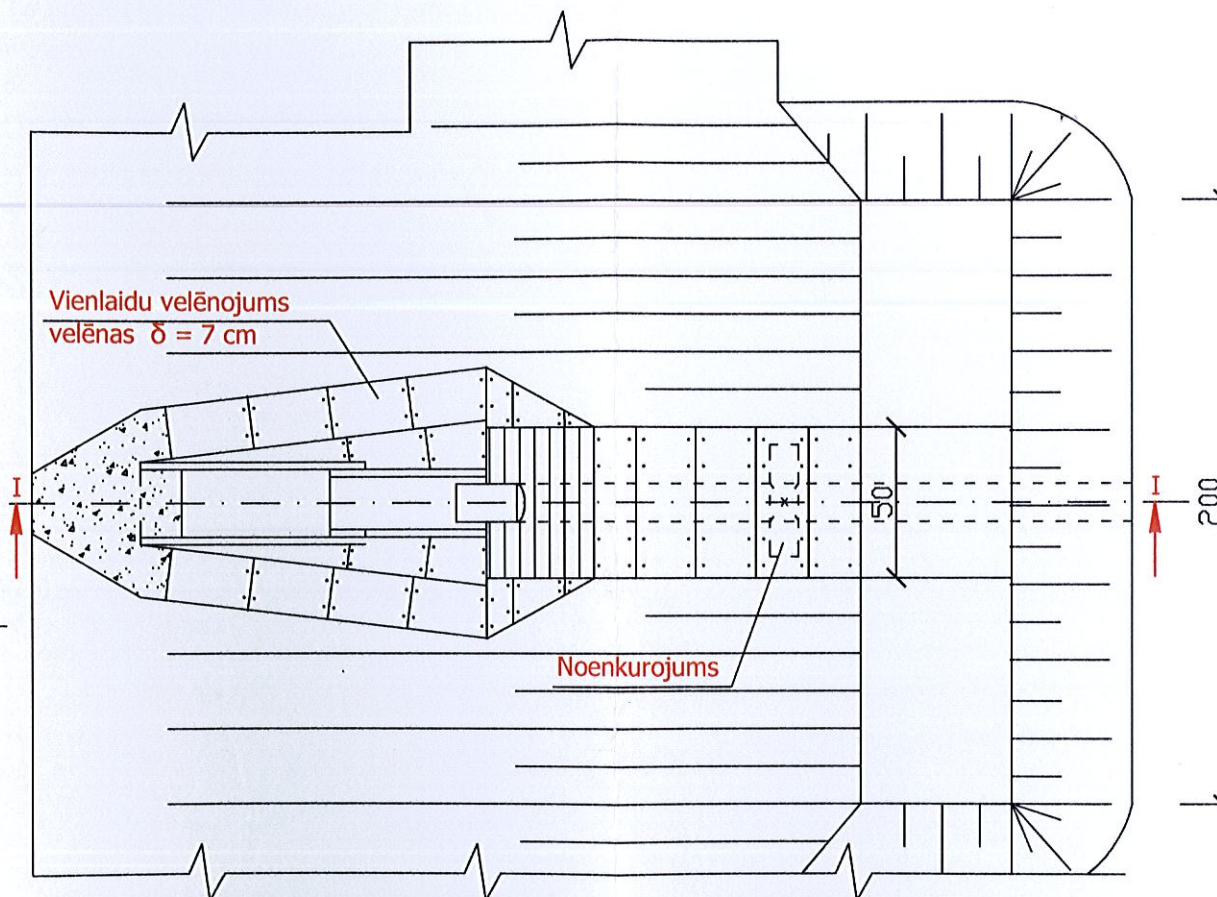 Vienlaidu velēnojums
velēnas δ = 7 cm
I
I
50
200
Noenkurojums